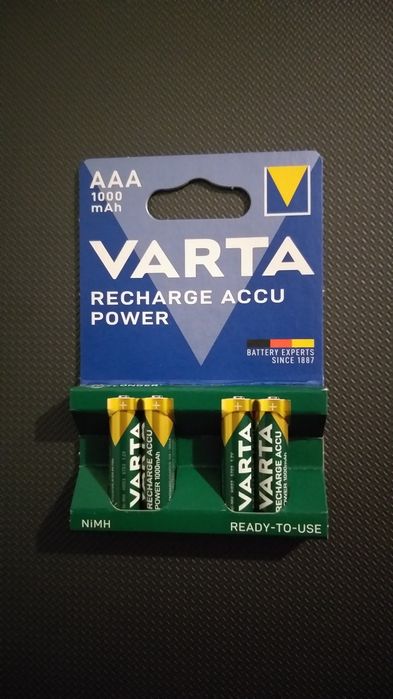 AAA
1000
mAh
VARTA
RECHARGE ACCU
POWER
BATTERY EXPERTS
SINCE 1887
VARTA
RECHARGE ACCU
POWER 1000mAh
VARTA
VARTA
RECHARGE ACCU
POWER 1000mAh
NiMH
READY-TO-USE